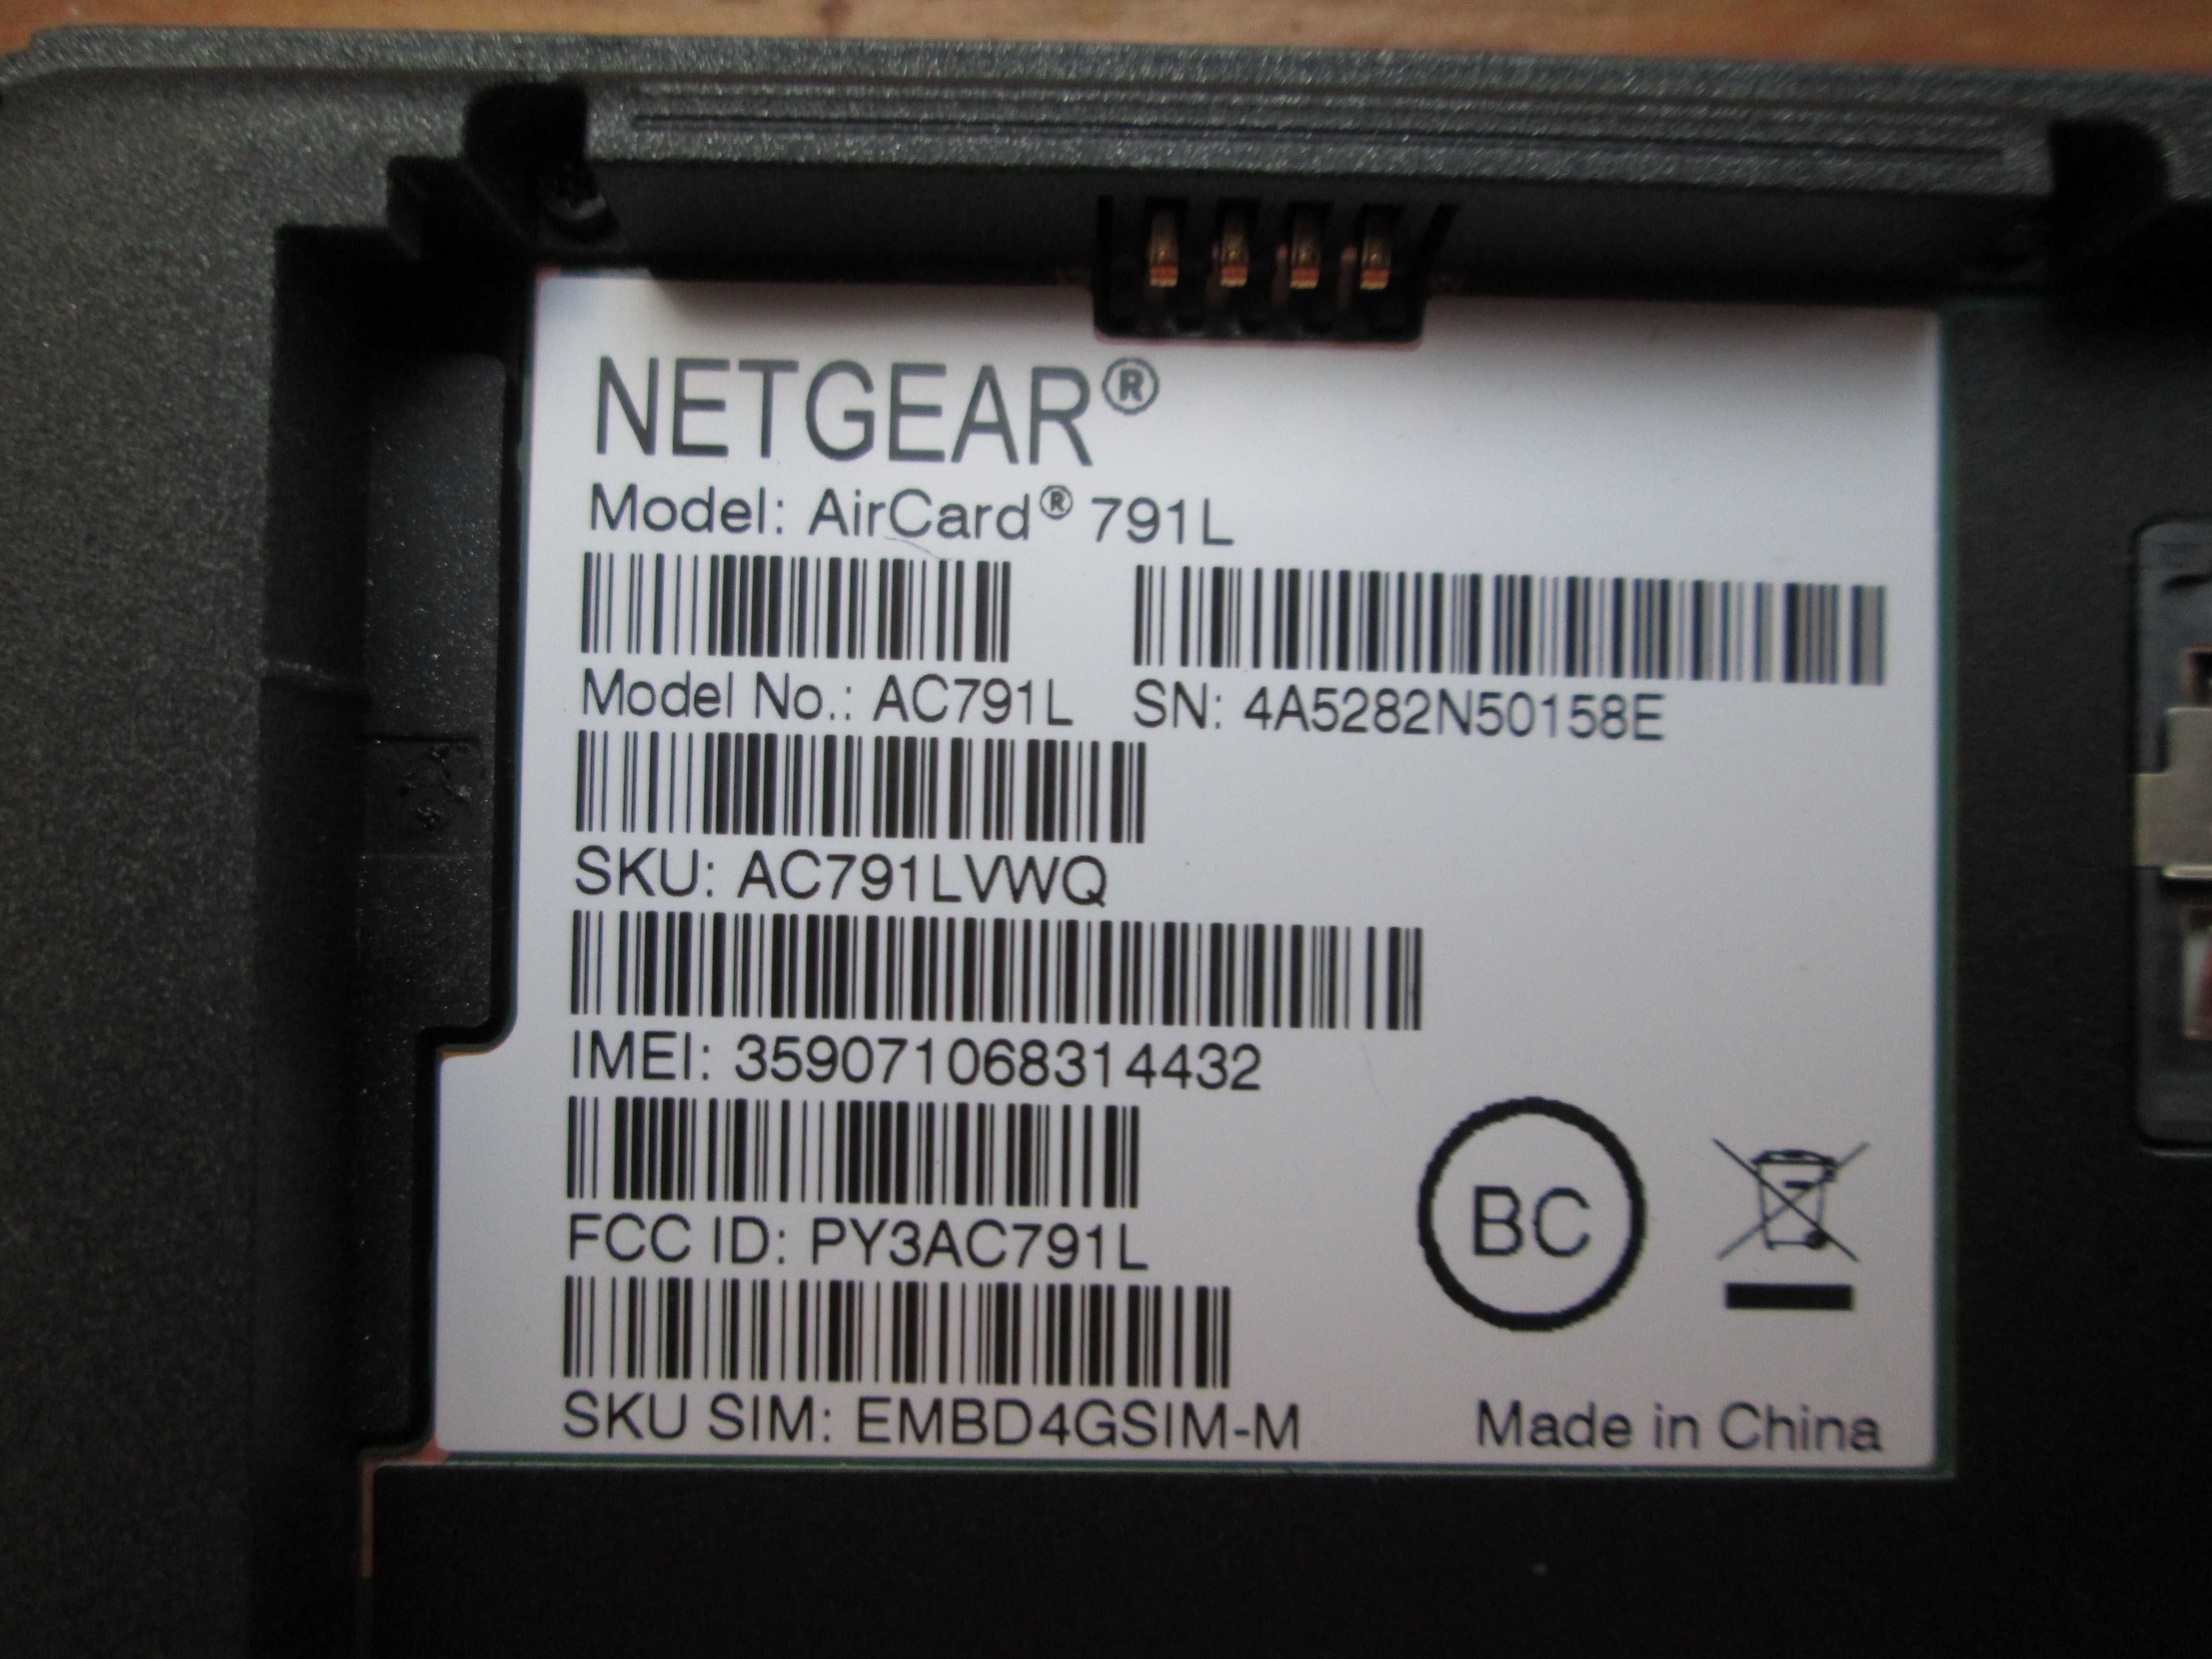 NETGEAR®
Model: AirCard® 791L
Model No.: AC791L SN: 4A5282N50158E
SKU: AC791LVWQ
IMEI: 359071068314432
FCC ID: PY3AC791L
BC
SKU SIM: EMBD4GSIM-M
Made in China